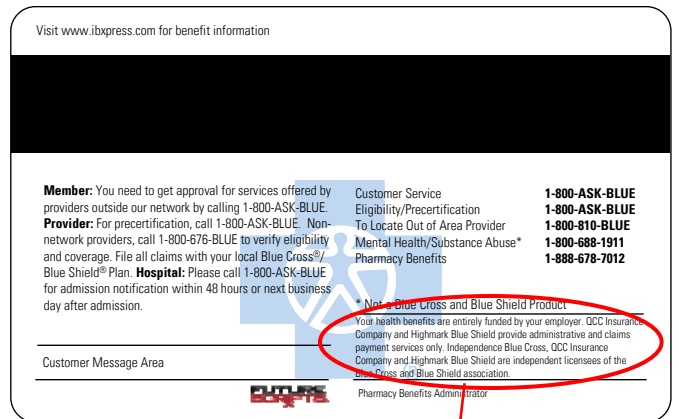 Visit www.ibxpress.com for benefit information
Member: You need to get approval for services offered by
providers outside our network by calling 1-800-ASK-BLUE.
Provider: For precertification, call 1-800-ASK-BLUE. Non-
network providers, call 1-800-676-BLUE to verify eligibility
and coverage. File all claims with your local Blue Cross®/
Blue Shield® Plan. Hospital: Please call 1-800-ASK-BLUE
for admission notification within 48 hours or next business
day after admission.
Customer Message Area
Customer Service 1-800-ASK-BLUE
Eligibility/Precertification 1-800-ASK-BLUE
To Locate Out of Area Provider 1-800-810-BLUE
Mental Health/Substance Abuse* 1-800-688-1911
Pharmacy Benefits 1-888-678-7012
* Not a Blue Cross and Blue Shield Product
Your health benefits are entirely funded by your employer. QCC Insurance
Company and Highmark Blue Shield provide administrative and claims
payment services only. Independence Blue Cross, QCC Insurance
Company and Highmark Blue Shield are independent licensees of the
Blue Cross and Blue Shield association.
®
FUTURE
SCRIPTS
Pharmacy Benefits Administrator